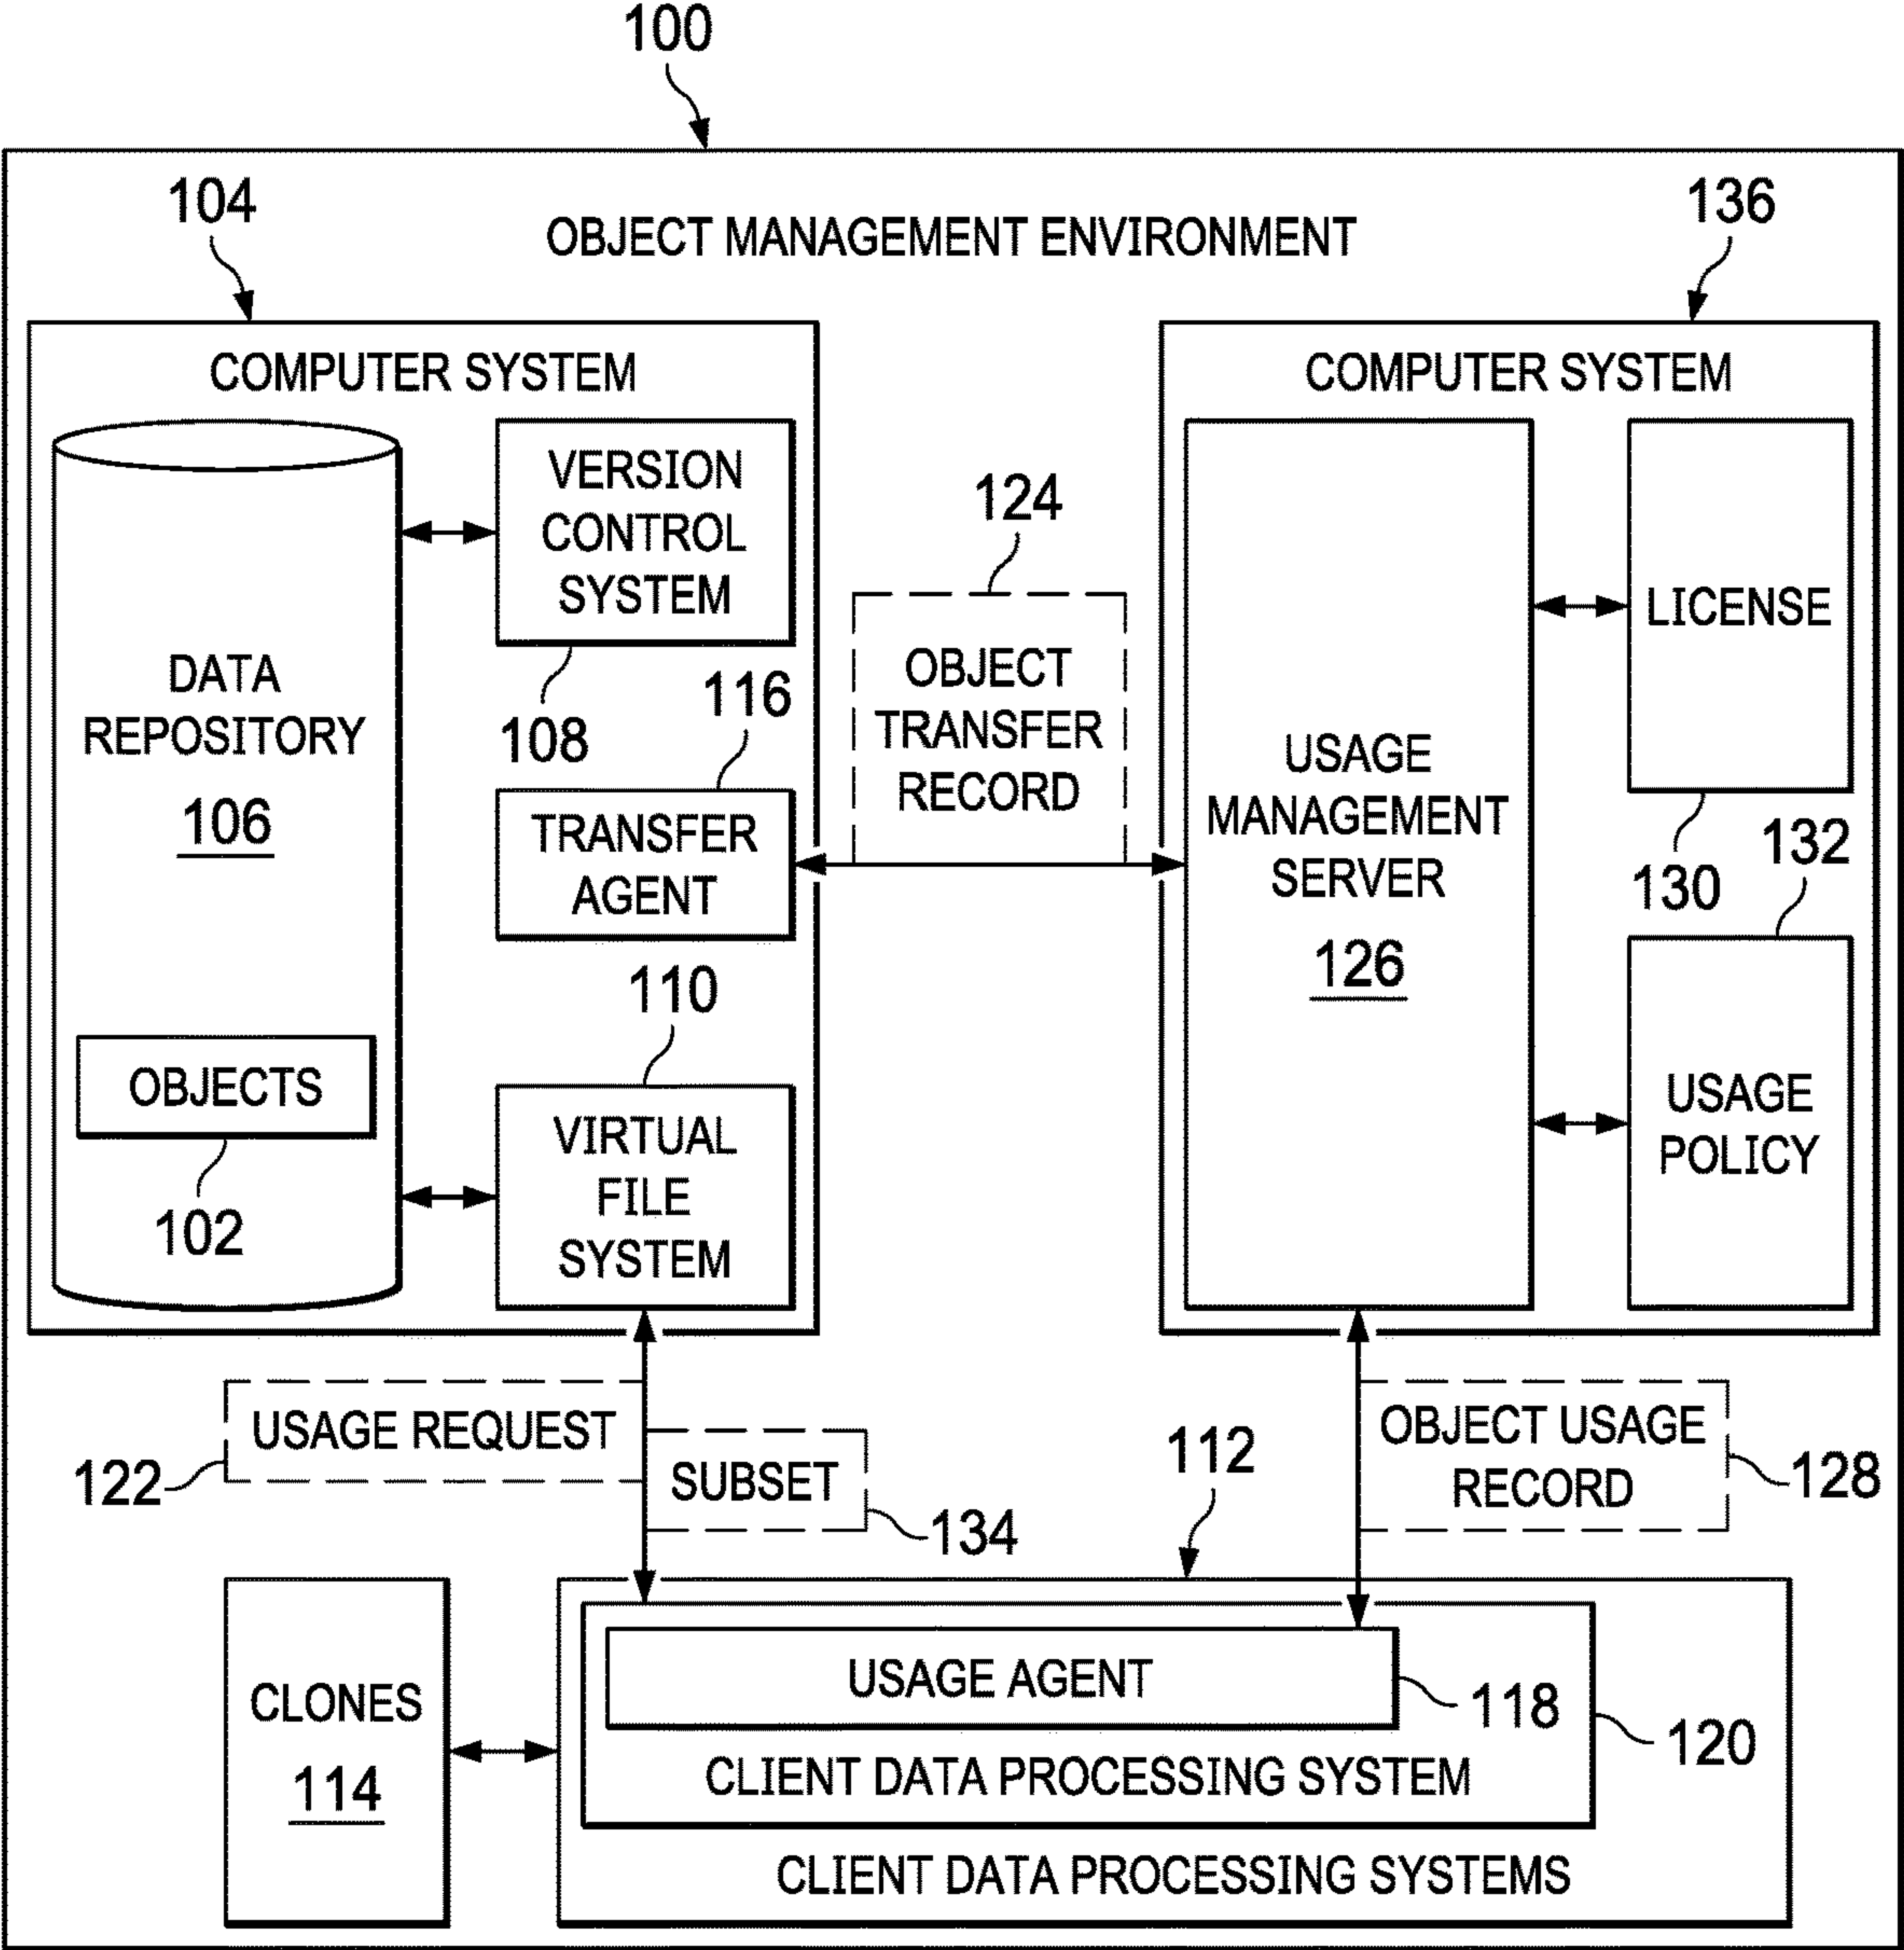 100
104
136
OBJECT MANAGEMENT ENVIRONMENT
COMPUTER SYSTEM
VERSION
CONTROL
SYSTEM
108
DATA
REPOSITORY
106
116
TRANSFER
AGENT
110
OBJECTS
102
VIRTUAL
FILE
SYSTEM
124
OBJECT
TRANSFER
RECORD
COMPUTER SYSTEM
USAGE
MANAGEMENT
SERVER
126
LICENSE
130
132
USAGE
POLICY
USAGE REQUEST
122
SUBSET
134
112
OBJECT USAGE
RECORD
128
CLONES
114
USAGE AGENT
118
120
CLIENT DATA PROCESSING SYSTEM
CLIENT DATA PROCESSING SYSTEMS